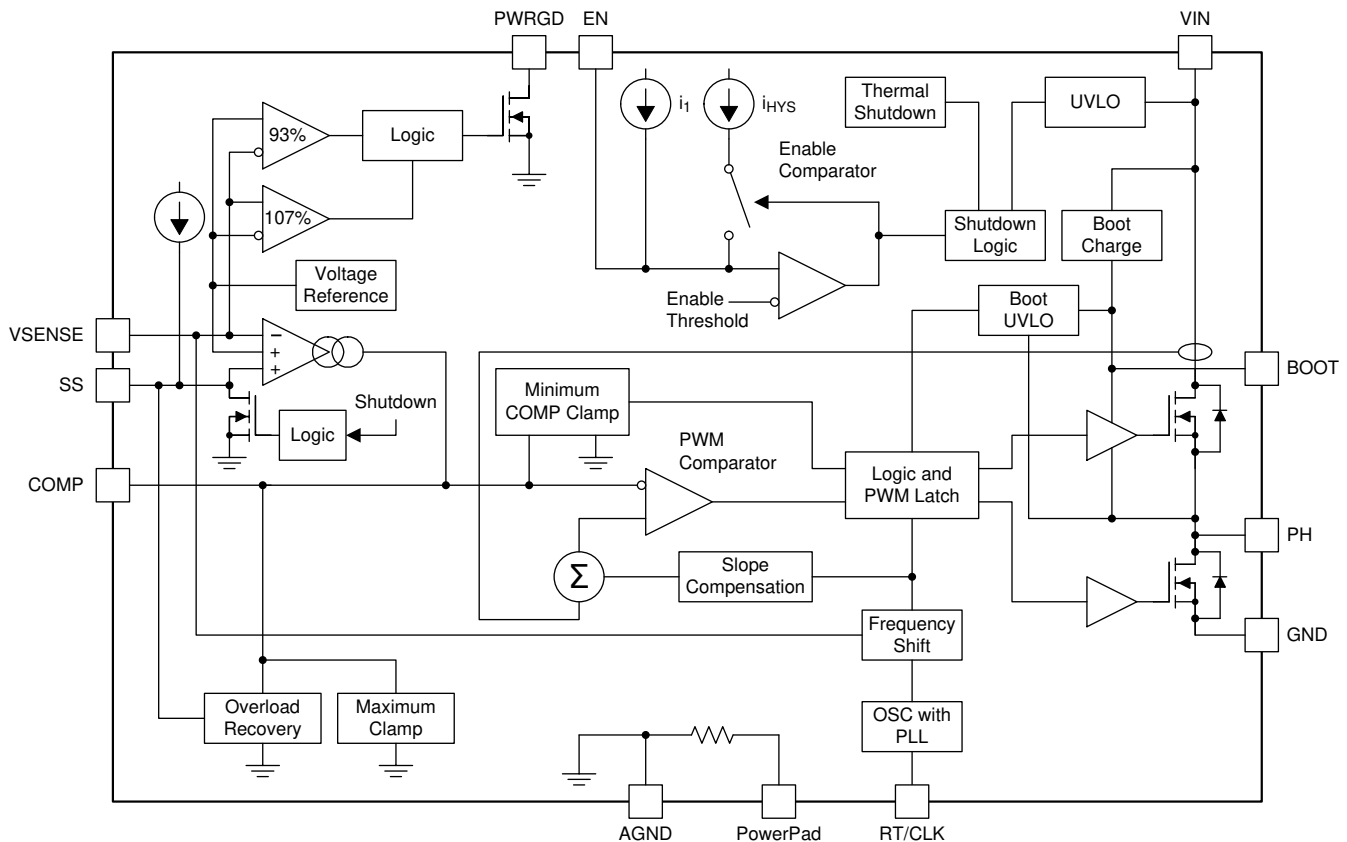 PWRGD
EN
VIN
i1
iHYS
Thermal
Shutdown
UVLO
93%
Logic
Enable
Comparator
107%
Shutdown
Logic
Boot
Charge
Voltage
Reference
Enable
Threshold
Boot
UVLO
VSENSE
−
+
+
SS
BOOT
Shutdown
Logic
Minimum
COMP Clamp
PWM
Comparator
COMP
Logic and
PWM Latch
PH
Σ
Slope
Compensation
Frequency
Shift
GND
Overload
Recovery
Maximum
Clamp
OSC with
PLL
AGND
PowerPad
RT/CLK